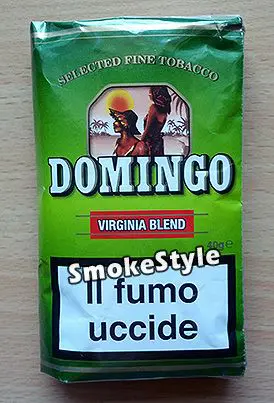 SELECTED FINE TOBACCO
DOMINGO
VIRGINIA BLEND
SmokeStyle
Il fumo
uccide